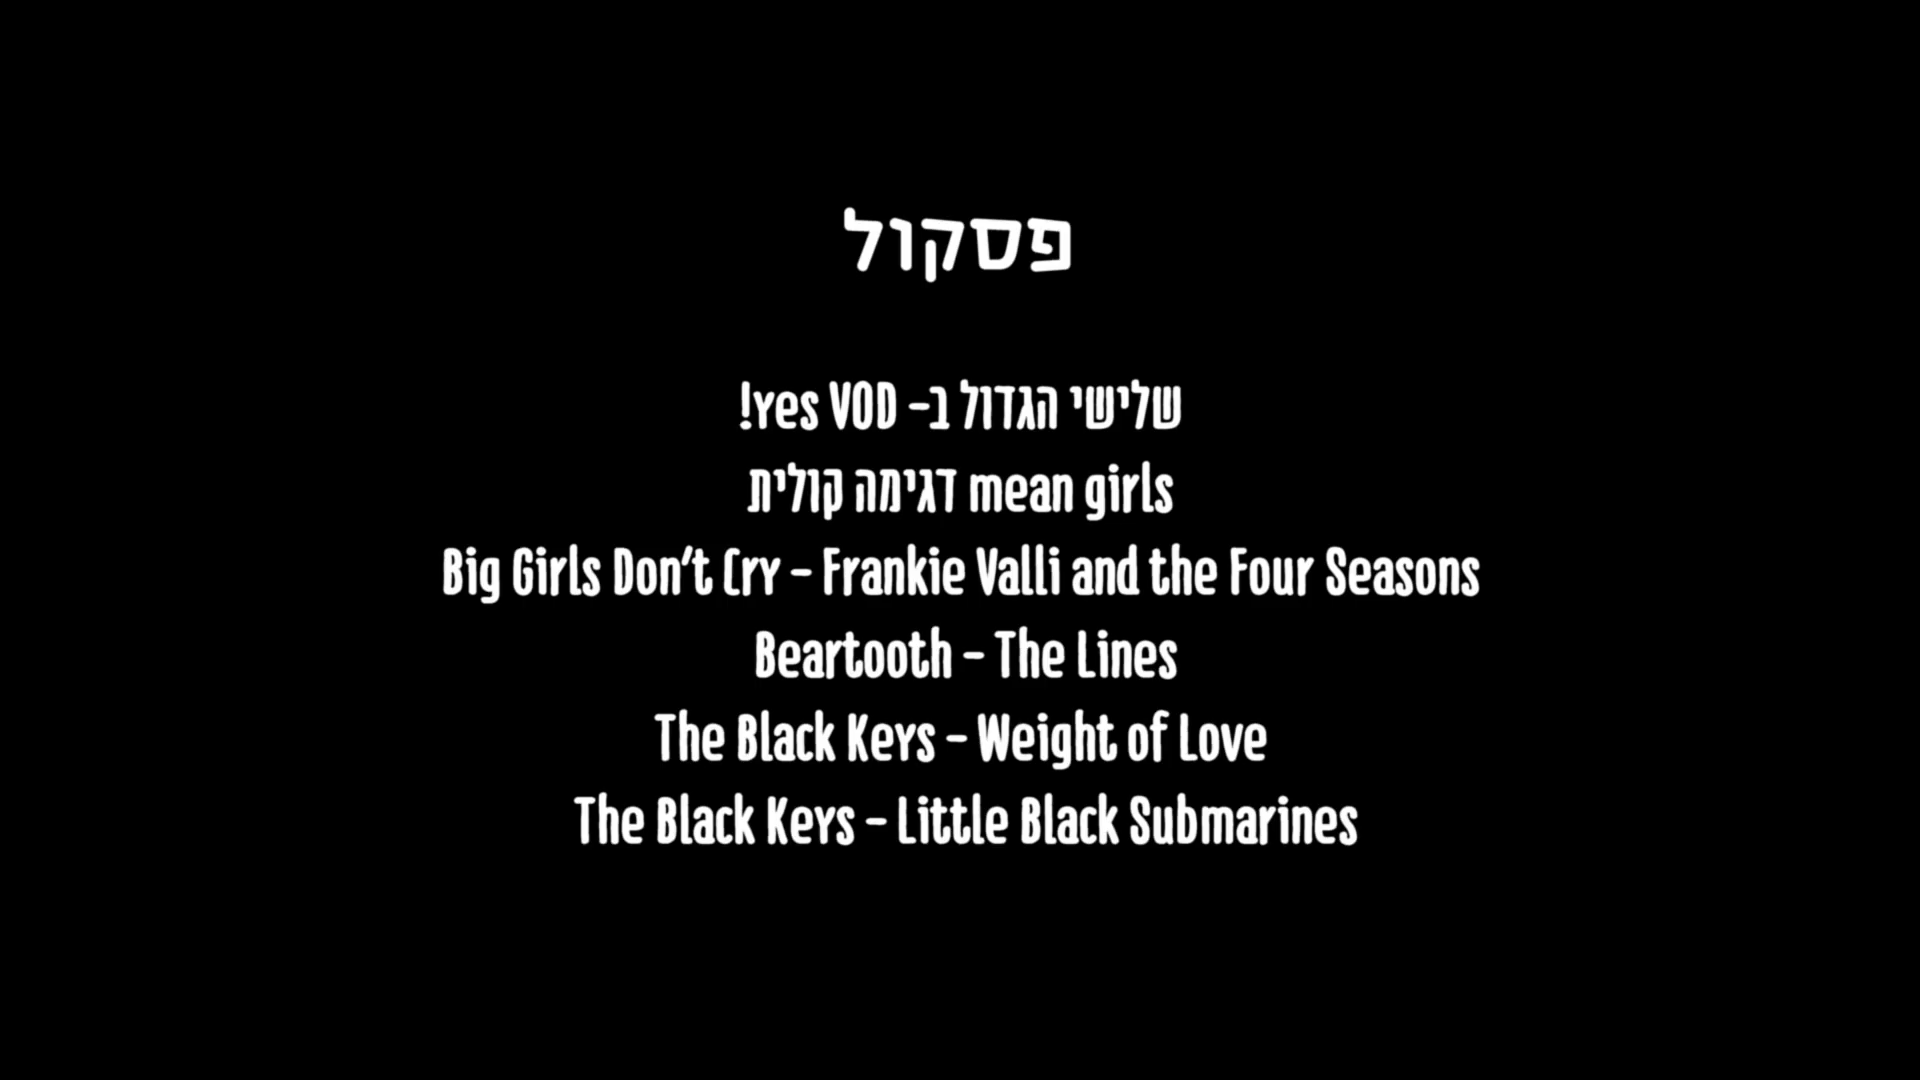 פסקול
שלישי הגדול ב- yes VOD!
mean girls דגימה קולית
Big Girls Don't Cry - Frankie Valli and the Four Seasons
Beartooth - The Lines
The Black Keys - Weight of Love
The Black Keys - Little Black Submarines